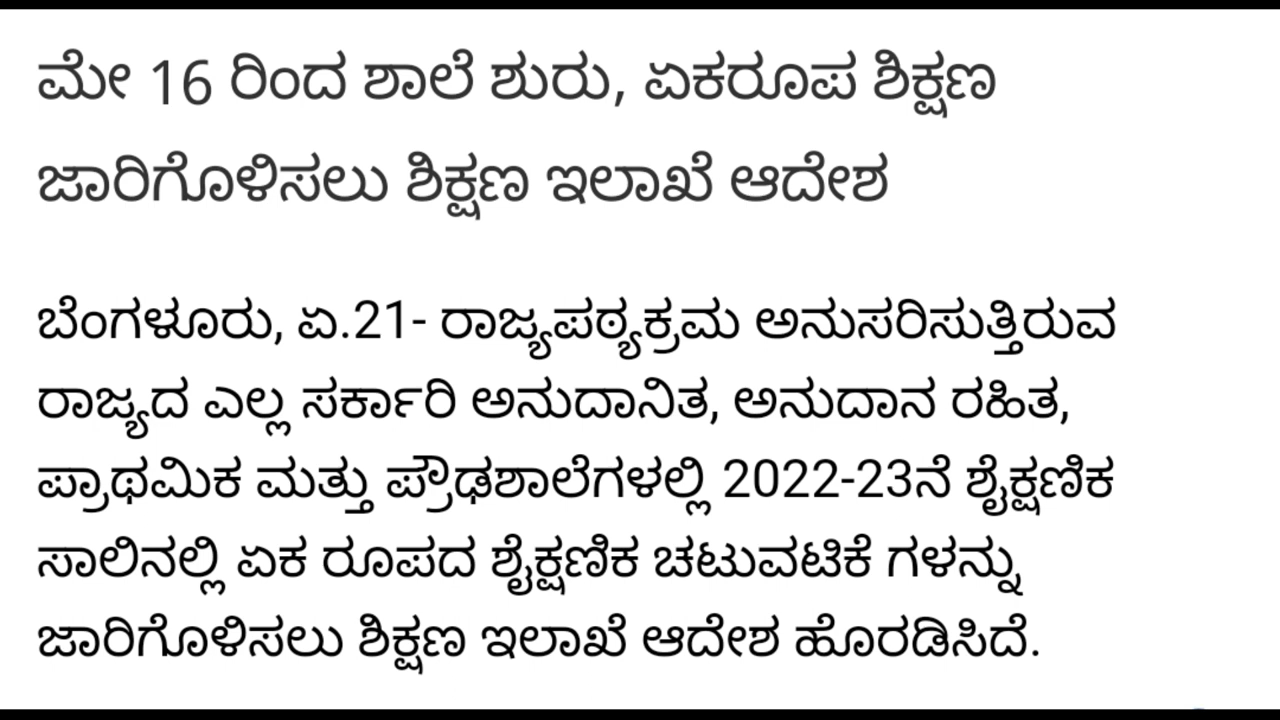 ಮೇ 16 ರಿಂದ ಶಾಲೆ ಶುರು, ಏಕರೂಪ ಶಿಕ್ಷಣ
ಜಾರಿಗೊಳಿಸಲು ಶಿಕ್ಷಣ ಇಲಾಖೆ ಆದೇಶ
ಬೆಂಗಳೂರು, ಏ.21- ರಾಜ್ಯಪಠ್ಯಕ್ರಮ ಅನುಸರಿಸುತ್ತಿರುವ
ರಾಜ್ಯದ ಎಲ್ಲ ಸರ್ಕಾರಿ ಅನುದಾನಿತ, ಅನುದಾನ ರಹಿತ,
ಪ್ರಾಥಮಿಕ ಮತ್ತು ಪ್ರೌಢಶಾಲೆಗಳಲ್ಲಿ 2022-23ನೆ ಶೈಕ್ಷಣಿಕ
ಸಾಲಿನಲ್ಲಿ ಏಕ ರೂಪದ ಶೈಕ್ಷಣಿಕ ಚಟುವಟಿಕೆ ಗಳನ್ನು
ಜಾರಿಗೊಳಿಸಲು ಶಿಕ್ಷಣ ಇಲಾಖೆ ಆದೇಶ ಹೊರಡಿಸಿದೆ.